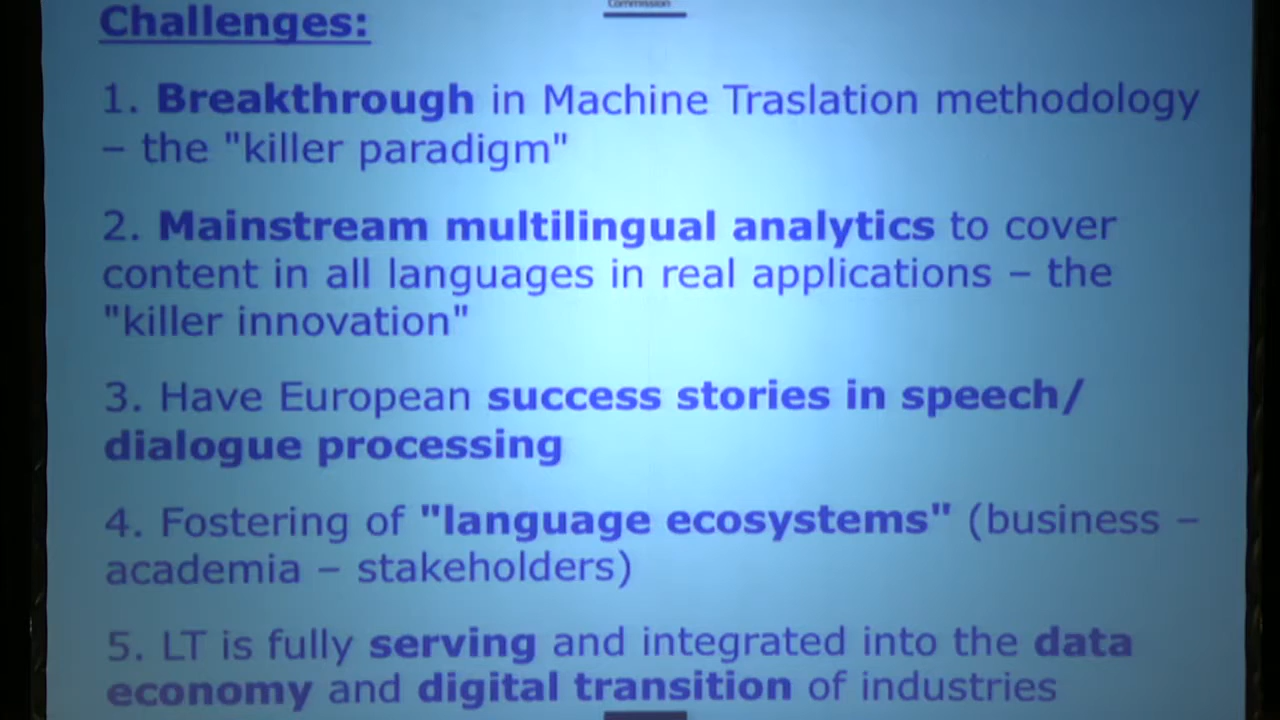 Commission
Challenges:
1. Breakthrough in Machine Traslation methodology
– the "killer paradigm"
2. Mainstream multilingual analytics to cover
content in all languages in real applications – the
"killer innovation"
3. Have European success stories in speech/
dialogue processing
4. Fostering of "language ecosystems" (business –
academia – stakeholders)
5. LT is fully serving and integrated into the data
economy and digital transition of industries